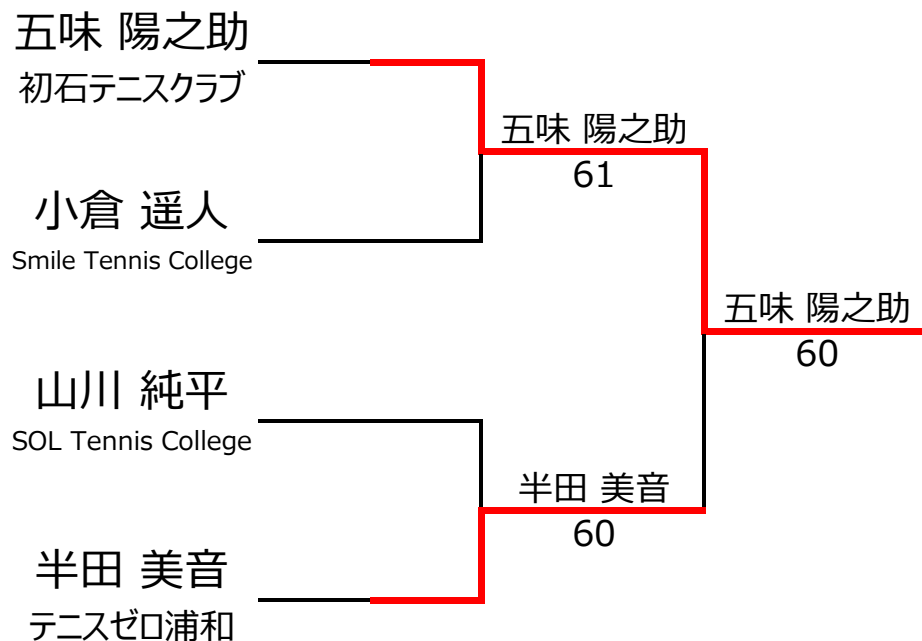 五味 陽之助
初石テニスクラブ
五味 陽之助
61
小倉 遥人
Smile Tennis College
五味 陽之助
60
山川 純平
SOL Tennis College
半田 美音
60
半田 美音
テニスゼロ浦和